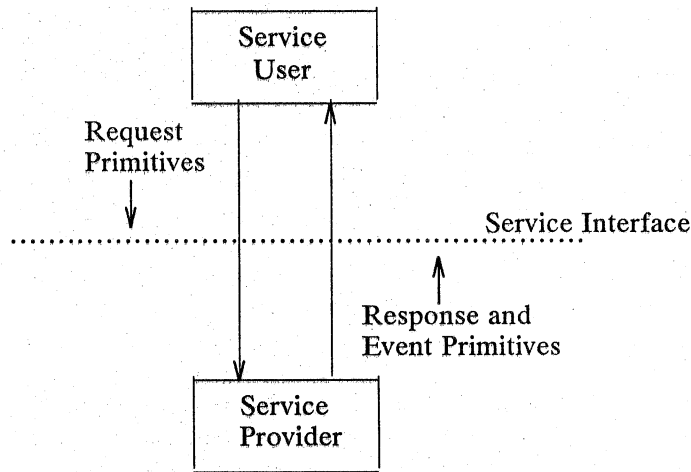 Service
User
Request
Primitives
Service Interface
Response and
Event Primitives
Service
Provider